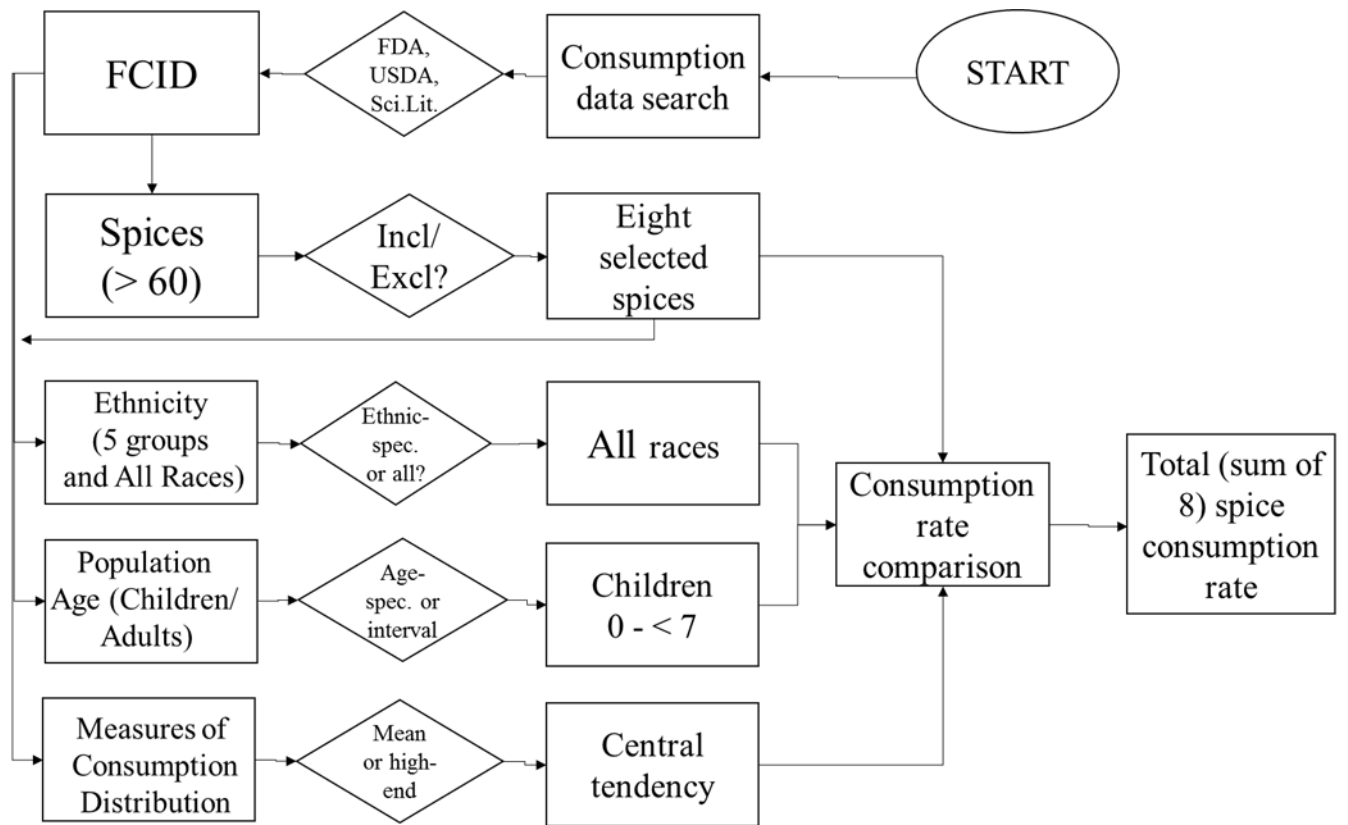 FCID
FDA,
USDA,
Sci.Lit.
Consumption
data search
START
Spices
(> 60)
Incl/
Excl?
Eight
selected
spices
Ethnicity
(5 groups
and All Races)
Ethnic-
spec.
or all?
All races
Population
Age (Children/
Adults)
Age-
spec. or
interval
Children
0 - < 7
Measures of
Consumption
Distribution
Mean
or high-
end
Central
tendency
Consumption
rate
comparison
Total (sum of
8) spice
consumption
rate